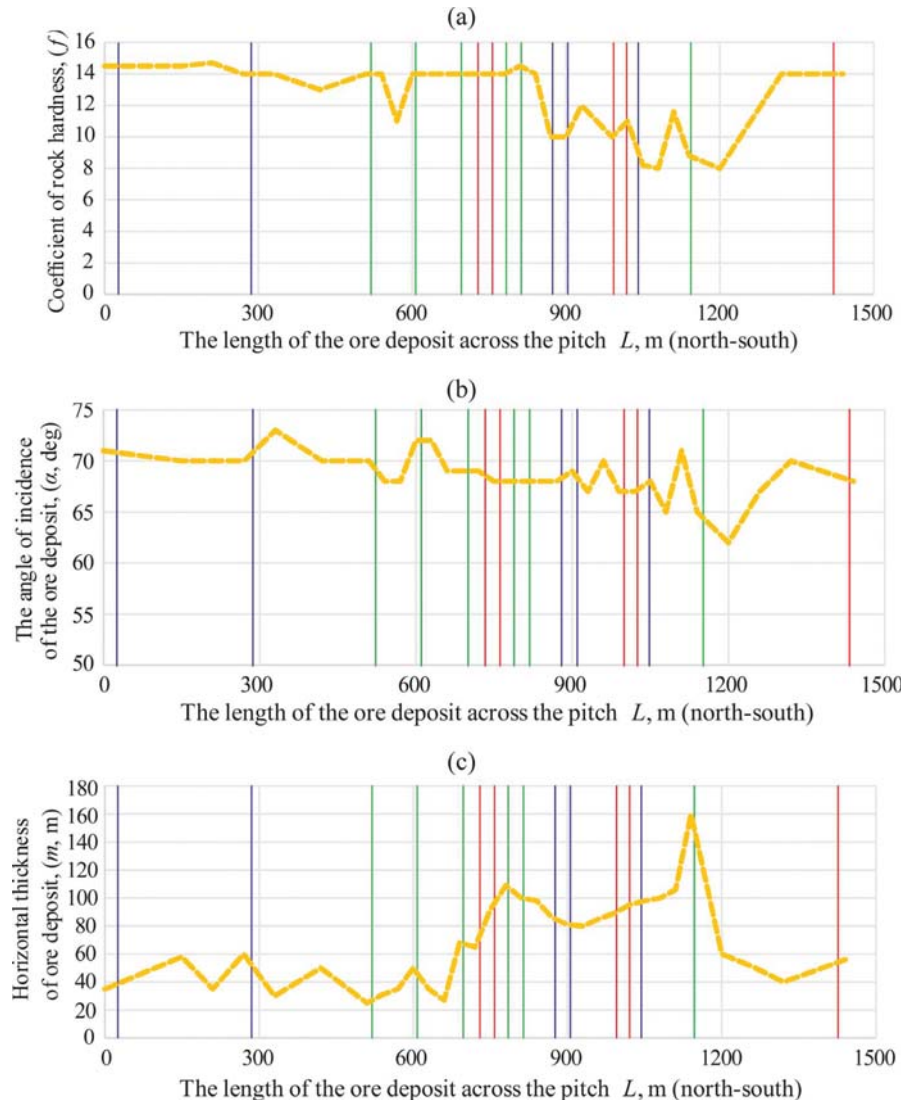 (a)
Coefficient of rock hardness, (f)
16
14
12
10
8
6
4
2
0
0 300 600 900 1200 1500
The length of the ore deposit across the pitch L, m (north-south)
(b)
The angle of incidence
of the ore deposit, (α, deg)
75
70
65
60
55
50
0 300 600 900 1200 1500
The length of the ore deposit across the pitch L, m (north-south)
(c)
Horizontal thickness
of ore deposit, (m, m)
180
160
140
120
100
80
60
40
20
0
0 300 600 900 1200 1500
The length of the ore deposit across the pitch L, m (north-south)